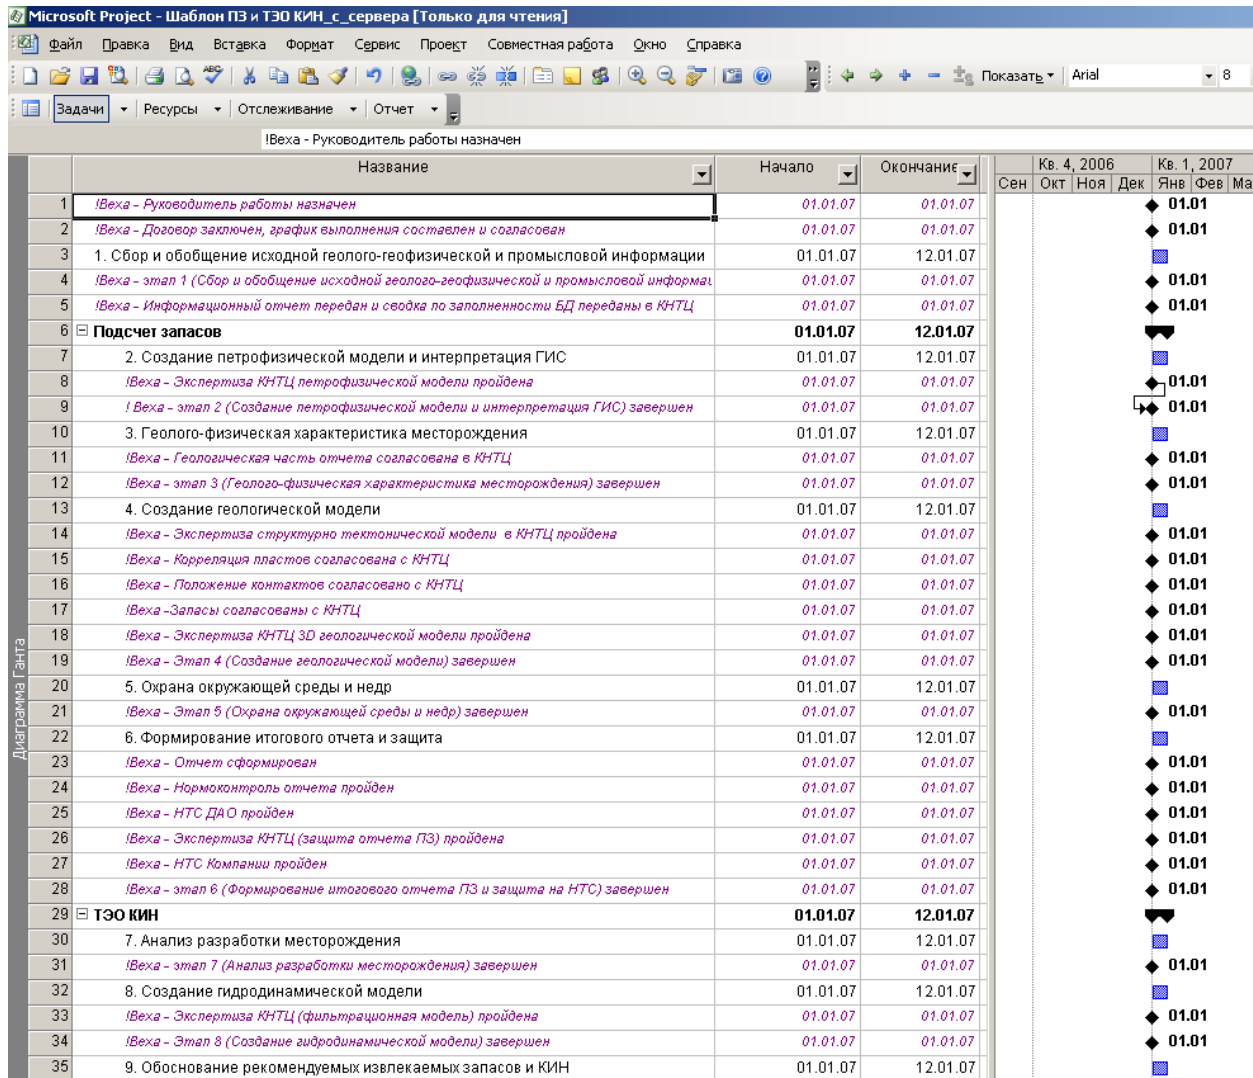 Microsoft Project - Шаблон ПЗ и ТЭО КИН_с_сервера [Только для чтения]
Файл Правка Вид Вставка Формат Сервис Проект Совместная работа Окно Справка
Показать Arial 8
Задачи Ресурсы Отслеживание Отчет
!Веха - Руководитель работы назначен
Название Начало Окончание Кв. 4, 2006 Кв. 1, 2007
Сен Окт Ноя Дек Янв Фев Ма
1 !Веха - Руководитель работы назначен 01.01.07 01.01.07 01.01
2 !Веха - Договор заключен, график выполнения составлен и согласован 01.01.07 01.01.07 01.01
3 1. Сбор и обобщение исходной геолого-геофизической и промысловой информации 01.01.07 12.01.07
4 !Веха - этап 1 (Сбор и обобщение исходной геолого-геофизической и промысловой информац 01.01.07 01.01.07 01.01
5 !Веха - Информационный отчет передан и сводка по заполненности БД переданы в КНТЦ 01.01.07 01.01.07 01.01
6 Подсчет запасов 01.01.07 12.01.07
7 2. Создание петрофизической модели и интерпретация ГИС 01.01.07 12.01.07
8 !Веха - Экспертиза КНТЦ петрофизической модели пройдена 01.01.07 01.01.07 01.01
9 ! Веха - этап 2 (Создание петрофизической модели и интерпретация ГИС) завершен 01.01.07 01.01.07 01.01
10 3. Геолого-физическая характеристика месторождения 01.01.07 12.01.07
11 !Веха - Геологическая часть отчета согласована в КНТЦ 01.01.07 01.01.07 01.01
12 !Веха - этап 3 (Геолого-физическая характеристика месторождения) завершен 01.01.07 01.01.07 01.01
13 4. Создание геологической модели 01.01.07 12.01.07
14 !Веха - Экспертиза структурно тектонической модели в КНТЦ пройдена 01.01.07 01.01.07 01.01
15 !Веха - Корреляция пластов согласована с КНТЦ 01.01.07 01.01.07 01.01
16 !Веха - Положение контактов согласовано с КНТЦ 01.01.07 01.01.07 01.01
17 !Веха -Запасы согласованы с КНТЦ 01.01.07 01.01.07 01.01
18 !Веха - Экспертиза КНТЦ 3D геологической модели пройдена 01.01.07 01.01.07 01.01
19 !Веха - Этап 4 (Создание геологической модели) завершен 01.01.07 01.01.07 01.01
20 5. Охрана окружающей среды и недр 01.01.07 12.01.07
21 !Веха - Этап 5 (Охрана окружающей среды и недр) завершен 01.01.07 01.01.07 01.01
22 6. Формирование итогового отчета и защита 01.01.07 12.01.07
23 !Веха - Отчет сформирован 01.01.07 01.01.07 01.01
24 !Веха - Нормоконтроль отчета пройден 01.01.07 01.01.07 01.01
25 !Веха - НТС ДАО пройден 01.01.07 01.01.07 01.01
26 !Веха - Экспертиза КНТЦ (защита отчета ПЗ) пройдена 01.01.07 01.01.07 01.01
27 !Веха - НТС Компании пройден 01.01.07 01.01.07 01.01
28 !Веха - этап 6 (Формирование итогового отчета ПЗ и защита на НТС) завершен 01.01.07 01.01.07 01.01
29 ТЭО КИН 01.01.07 12.01.07
30 7. Анализ разработки месторождения 01.01.07 12.01.07
31 !Веха - этап 7 (Анализ разработки месторождения) завершен 01.01.07 01.01.07 01.01
32 8. Создание гидродинамической модели 01.01.07 12.01.07
33 !Веха - Экспертиза КНТЦ (фильтрационная модель) пройдена 01.01.07 01.01.07 01.01
34 !Веха - Этап 8 (Создание гидродинамической модели) завершен 01.01.07 01.01.07 01.01
35 9. Обоснование рекомендуемых извлекаемых запасов и КИН 01.01.07 12.01.07
Диаграмма Ганта